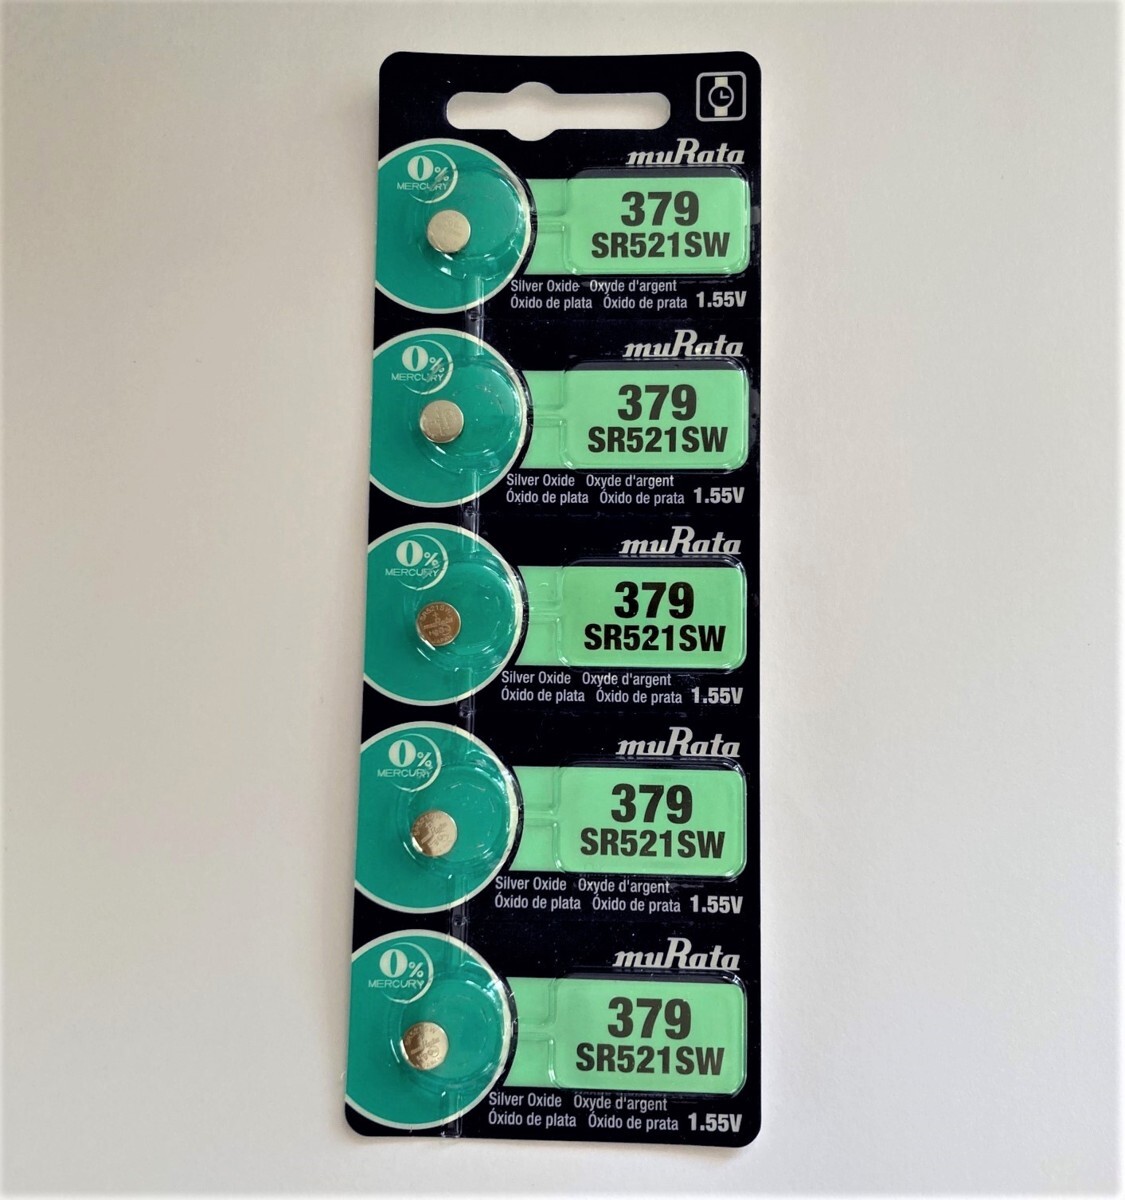 muRata
0%
MERCURY
379
SR521SW
Silver Oxide Oxyde d'argent
Óxido de plata Óxido de prata 1.55V
muRata
0%
MERCURY
379
SR521SW
Silver Oxide Oxyde d'argent
Óxido de plata Óxido de prata 1.55V
muRata
0%
MERCURY
379
SR521SW
Silver Oxide Oxyde d'argent
Óxido de plata Óxido de prata 1.55V
muRata
0%
MERCURY
379
SR521SW
Silver Oxide Oxyde d'argent
Óxido de plata Óxido de prata 1.55V
muRata
0%
MERCURY
379
SR521SW
Silver Oxide Oxyde d'argent
Óxido de plata Óxido de prata 1.55V